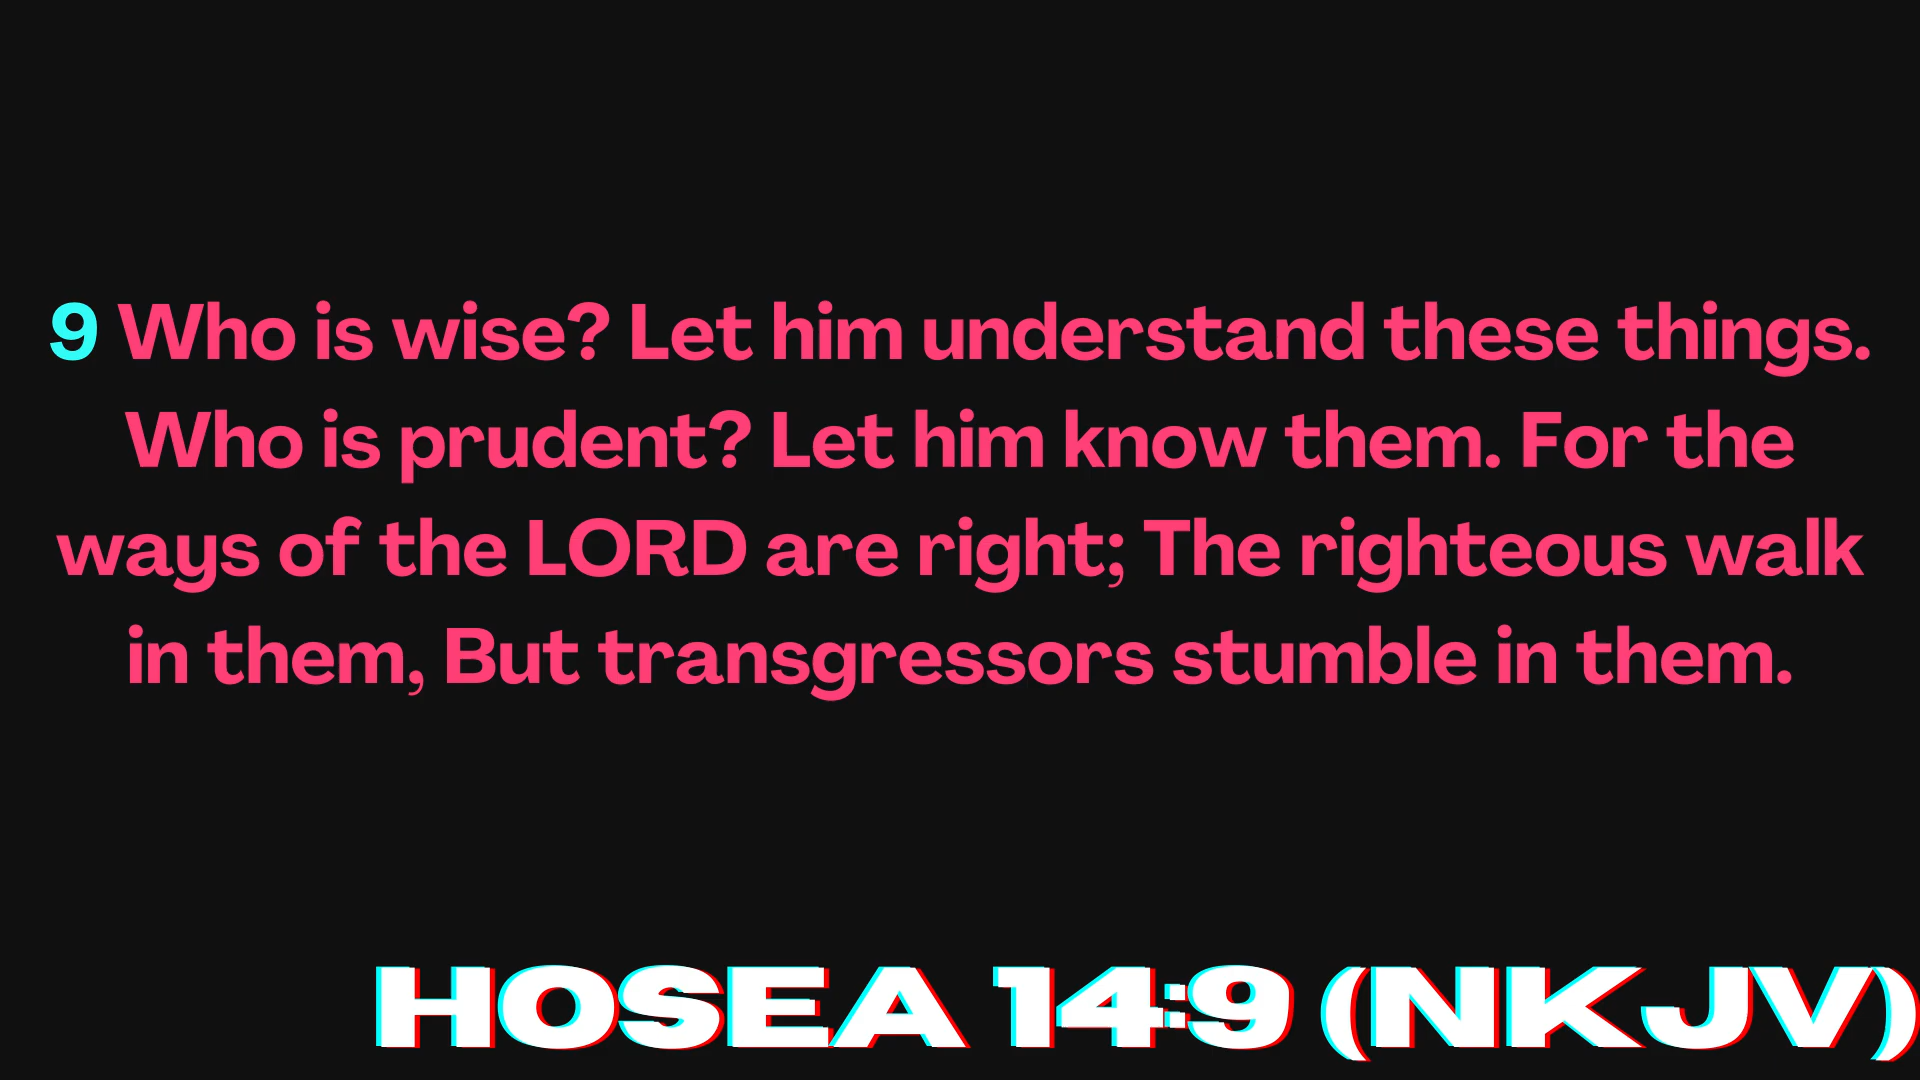 9 Who is wise? Let him understand these things.
Who is prudent? Let him know them. For the
ways of the LORD are right; The righteous walk
in them, But transgressors stumble in them.
HOSEA 14:9 (NKJV)